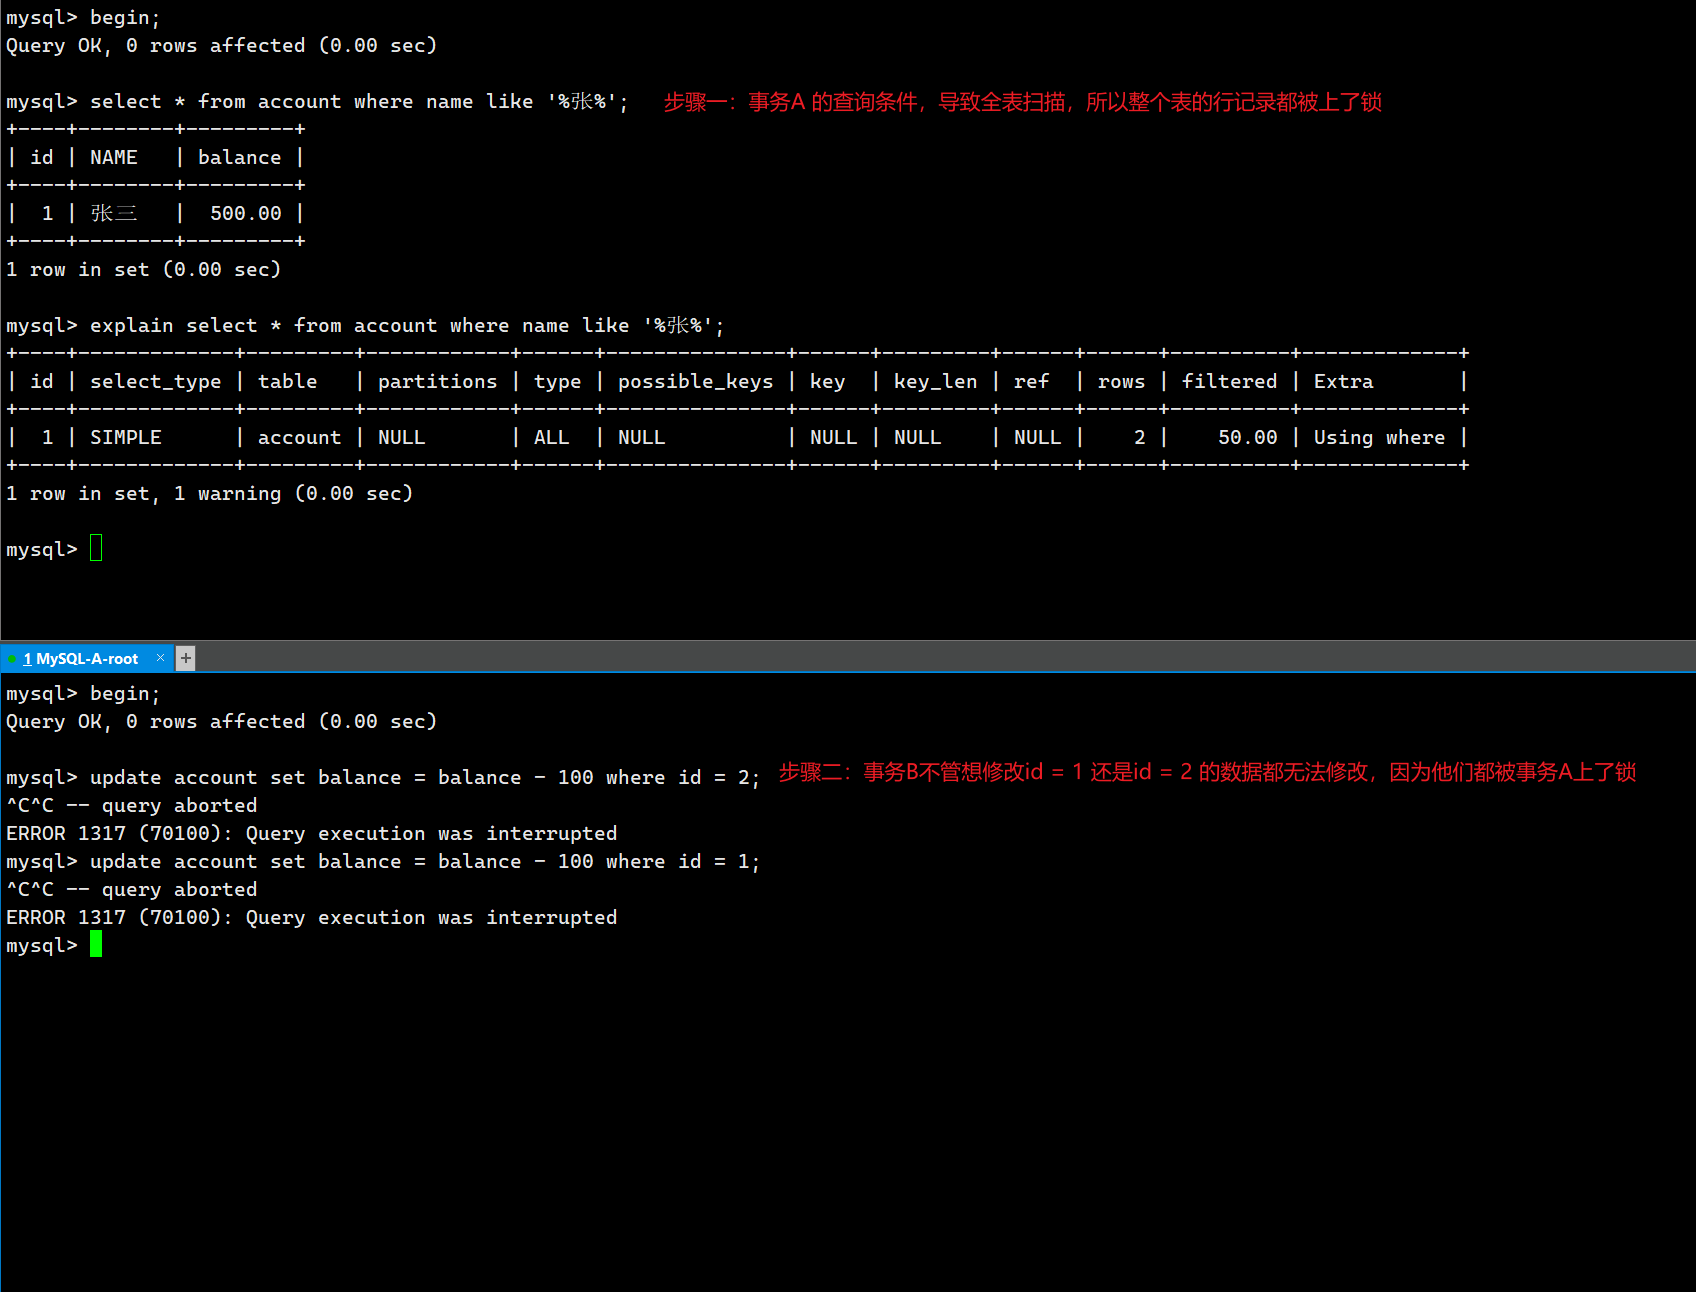 mysql> begin;
Query OK, 0 rows affected (0.00 sec)
mysql> select * from account where name like '%张%'; 步骤一：事务A 的查询条件，导致全表扫描，所以整个表的行记录都被上了锁
+----+--------+---------+
| id | NAME   | balance |
+----+--------+---------+
|  1 | 张三   |  500.00 |
+----+--------+---------+
1 row in set (0.00 sec)
mysql> explain select * from account where name like '%张%';
+----+-------------+---------+------------+------+---------------+------+---------+------+------+----------+-------------+
| id | select_type | table   | partitions | type | possible_keys | key  | key_len | ref  | rows | filtered | Extra       |
+----+-------------+---------+------------+------+---------------+------+---------+------+------+----------+-------------+
|  1 | SIMPLE      | account | NULL       | ALL  | NULL          | NULL | NULL    | NULL |    2 |    50.00 | Using where |
+----+-------------+---------+------------+------+---------------+------+---------+------+------+----------+-------------+
1 row in set, 1 warning (0.00 sec)
mysql>
1 MySQL-A-root × +
mysql> begin;
Query OK, 0 rows affected (0.00 sec)
mysql> update account set balance = balance - 100 where id = 2; 步骤二：事务B不管想修改id = 1 还是id = 2 的数据都无法修改，因为他们都被事务A上了锁
^C^C -- query aborted
ERROR 1317 (70100): Query execution was interrupted
mysql> update account set balance = balance - 100 where id = 1;
^C^C -- query aborted
ERROR 1317 (70100): Query execution was interrupted
mysql>